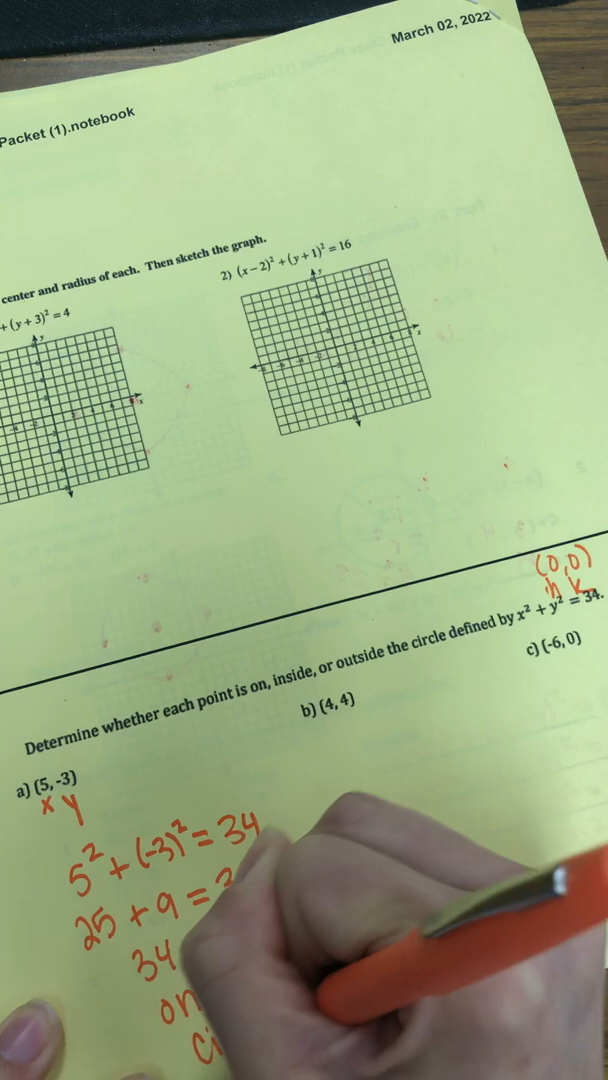 March 02, 2022
Packet (1).notebook
center and radius of each. Then sketch the graph.
+ (y + 3)² = 4
2) (x − 2)² + (y + 1)² = 16
(0,0)
h k
Determine whether each point is on, inside, or outside the circle defined by x² + y² = 34.
a) (5, -3)
b) (4, 4)
c) (-6, 0)
x y
5² + (-3)² = 34
25 + 9 =
34
on